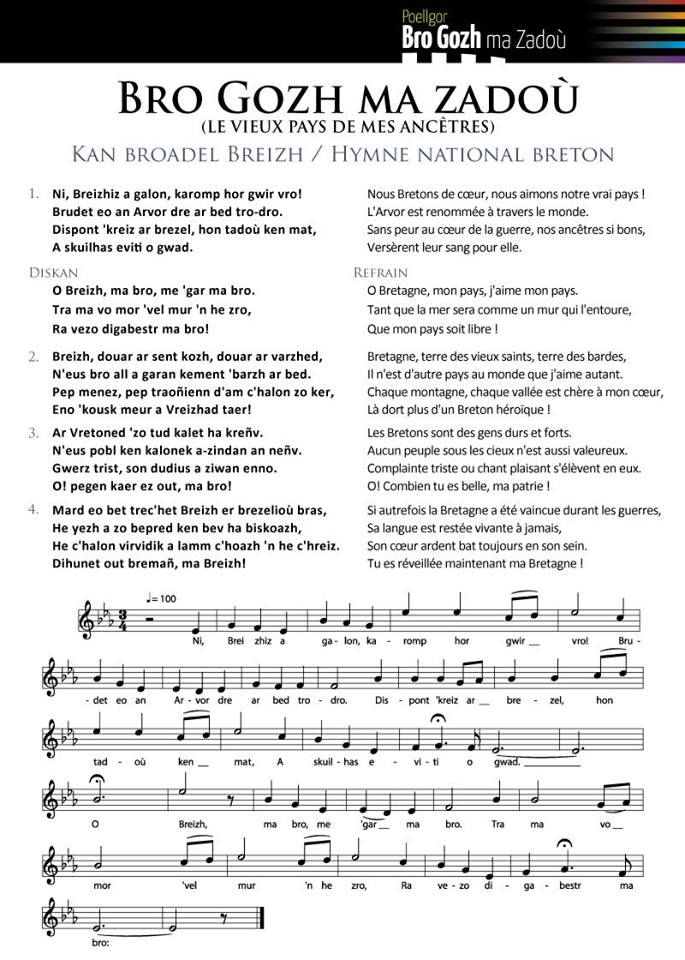 Poellgor
Bro Gozh ma Zadoù
BRO GOZH MA ZADOÙ
(LE VIEUX PAYS DE MES ANCÊTRES)
KAN BROADEL BREIZH / HYMNE NATIONAL BRETON
1. Ni, Breizhiz a galon, karomp hor gwir vro!
Brudet eo an Arvor dre ar bed tro-dro.
Dispont 'kreiz ar brezel, hon tadoù ken mat,
A skuilhas eviti o gwad.
DISKAN
O Breizh, ma bro, me 'gar ma bro.
Tra ma vo mor 'vel mur 'n he zro,
Ra vezo digabestr ma bro!
2. Breizh, douar ar sent kozh, douar ar varzhed,
N'eus bro all a garan kement 'barzh ar bed.
Pep menez, pep traoñienn d'am c'halon zo ker,
Eno 'kousk meur a Vreizhad taer!
3. Ar Vretoned 'zo tud kalet ha kreñv.
N'eus pobl ken kalonek a-zindan an neñv.
Gwerz trist, son dudius a ziwan enno.
O! pegen kaer ez out, ma bro!
4. Mard eo bet trec'het Breizh er brezelioù bras,
He yezh a zo bepred ken bev ha biskoazh,
He c'halon virvidik a lamm c'hoazh 'n he c'hreiz.
Dihunet out bremañ, ma Breizh!
Nous Bretons de cœur, nous aimons notre vrai pays !
L'Arvor est renommée à travers le monde.
Sans peur au cœur de la guerre, nos ancêtres si bons,
Versèrent leur sang pour elle.
REFRAIN
O Bretagne, mon pays, j'aime mon pays.
Tant que la mer sera comme un mur qui l'entoure,
Que mon pays soit libre !
Bretagne, terre des vieux saints, terre des bardes,
Il n'est d'autre pays au monde que j'aime autant.
Chaque montagne, chaque vallée est chère à mon cœur,
Là dort plus d'un Breton héroïque !
Les Bretons sont des gens durs et forts.
Aucun peuple sous les cieux n'est aussi valeureux.
Complainte triste ou chant plaisant s'élèvent en eux.
O! Combien tu es belle, ma patrie !
Si autrefois la Bretagne a été vaincue durant les guerres,
Sa langue est restée vivante à jamais,
Son cœur ardent bat toujours en son sein.
Tu es réveillée maintenant ma Bretagne !
♩= 100
3/4
Ni, Brei zhiz a ga - lon, ka - romp hor gwir __ vro! Bru -
- det eo an Ar - vor dre ar bed tro - dro. Dis - pont 'kreiz ar __ bre - zel, hon
tad - où ken __ mat, A skuil - has e - vi - ti o gwad. __
O Breizh, ma bro, me 'gar __ ma bro. Tra ma vo __
mor 'vel mur 'n he zro, Ra ve - zo di - ga - bestr ma
bro: